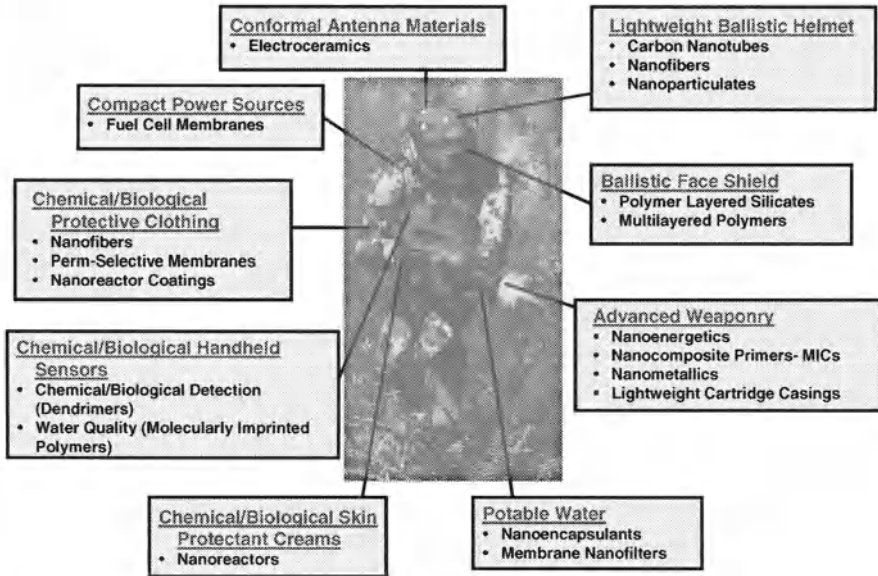 Conformal Antenna Materials
• Electroceramics
Lightweight Ballistic Helmet
• Carbon Nanotubes
• Nanofibers
• Nanoparticulates
Compact Power Sources
• Fuel Cell Membranes
Ballistic Face Shield
• Polymer Layered Silicates
• Multilayered Polymers
Chemical/Biological
Protective Clothing
• Nanofibers
• Perm-Selective Membranes
• Nanoreactor Coatings
Advanced Weaponry
• Nanoenergetics
• Nanocomposite Primers- MICs
• Nanometallics
• Lightweight Cartridge Casings
Chemical/Biological Handheld
Sensors
• Chemical/Biological Detection
(Dendrimers)
• Water Quality (Molecularly Imprinted
Polymers)
Chemical/Biological Skin
Protectant Creams
• Nanoreactors
Potable Water
• Nanoencapsulants
• Membrane Nanofilters